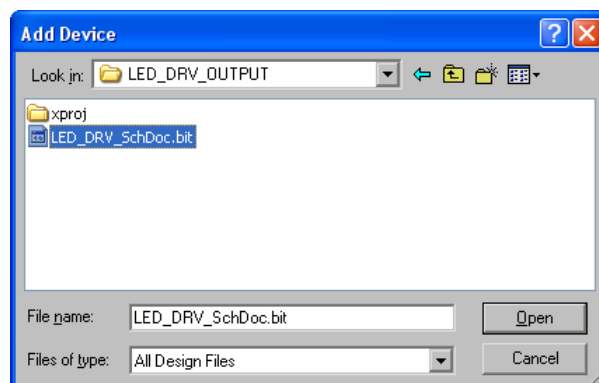 Add Device
Look in: LED_DRV_OUTPUT
xproj
LED_DRV_SchDoc.bit
File name: LED_DRV_SchDoc.bit Open
Files of type: All Design Files Cancel